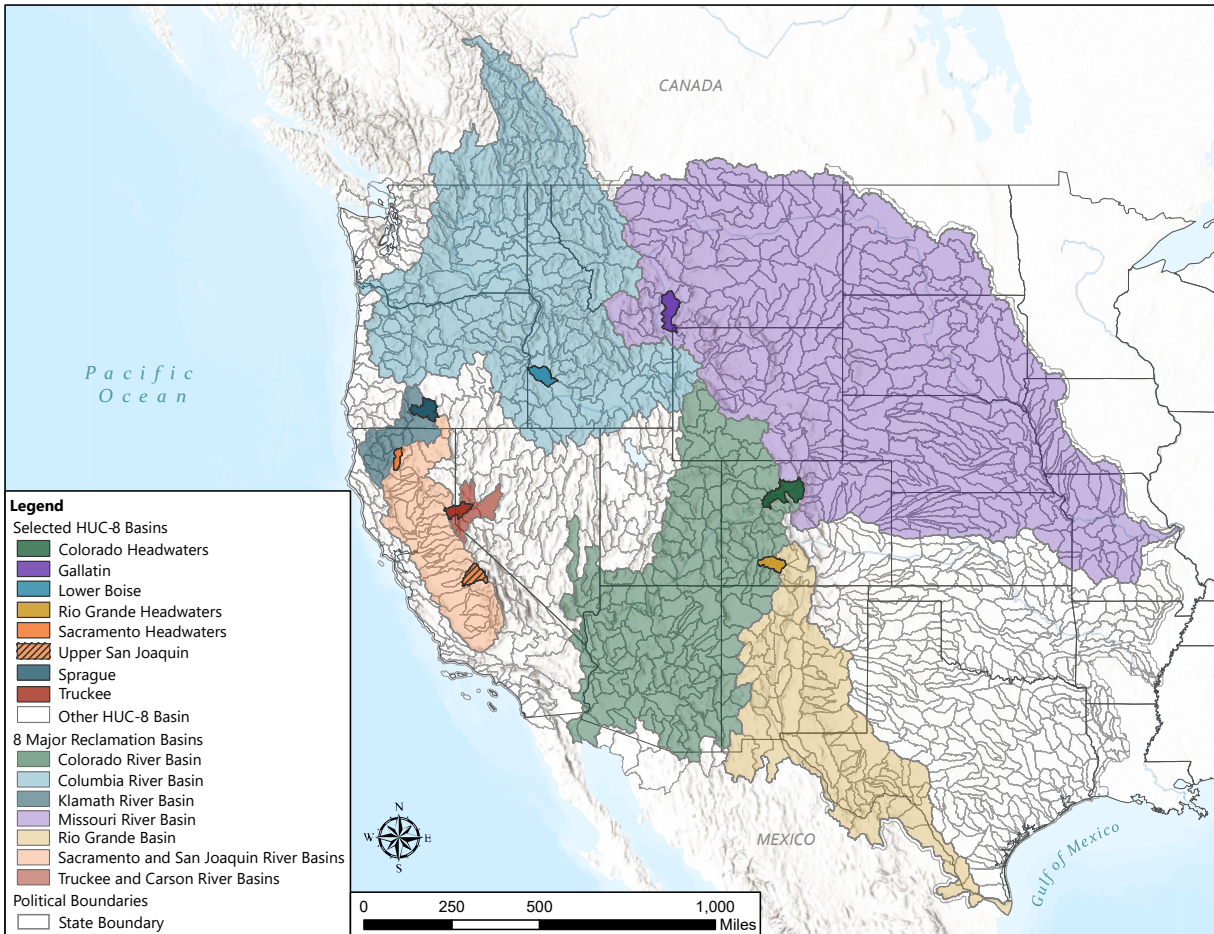 CANADA
Pacific
Ocean
MEXICO
Gulf of Mexico
Legend
Selected HUC-8 Basins
Colorado Headwaters
Gallatin
Lower Boise
Rio Grande Headwaters
Sacramento Headwaters
Upper San Joaquin
Sprague
Truckee
Other HUC-8 Basin
8 Major Reclamation Basins
Colorado River Basin
Columbia River Basin
Klamath River Basin
Missouri River Basin
Rio Grande Basin
Sacramento and San Joaquin River Basins
Truckee and Carson River Basins
Political Boundaries
State Boundary
N
W E
S
0 250 500 1,000
Miles